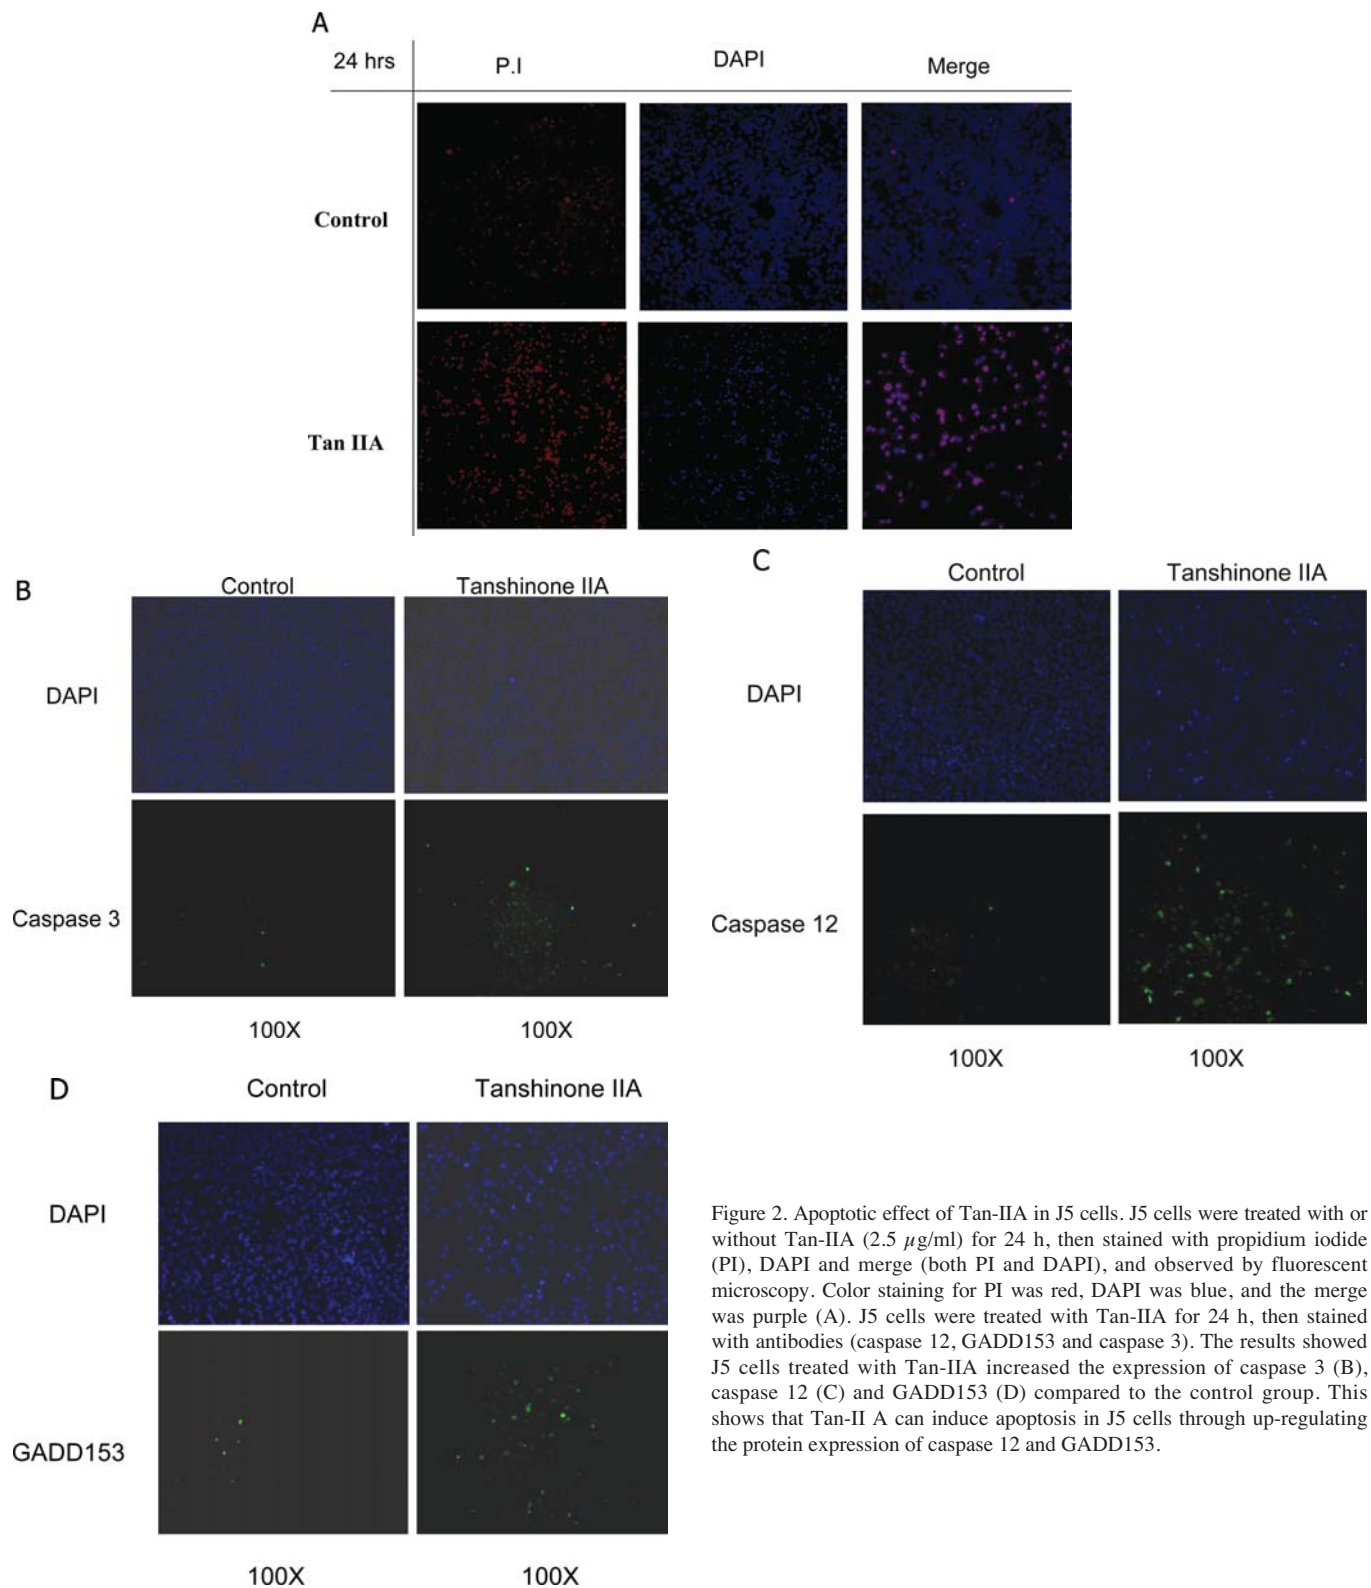 A
24 hrs P.I DAPI Merge
Control
Tan IIA
B
Control Tanshinone IIA
DAPI
Caspase 3
100X 100X
C
Control Tanshinone IIA
DAPI
Caspase 12
100X 100X
D
Control Tanshinone IIA
DAPI
GADD153
100X 100X
Figure 2. Apoptotic effect of Tan-IIA in J5 cells. J5 cells were treated with or
without Tan-IIA (2.5 μg/ml) for 24 h, then stained with propidium iodide
(PI), DAPI and merge (both PI and DAPI), and observed by fluorescent
microscopy. Color staining for PI was red, DAPI was blue, and the merge
was purple (A). J5 cells were treated with Tan-IIA for 24 h, then stained
with antibodies (caspase 12, GADD153 and caspase 3). The results showed
J5 cells treated with Tan-IIA increased the expression of caspase 3 (B),
caspase 12 (C) and GADD153 (D) compared to the control group. This
shows that Tan-II A can induce apoptosis in J5 cells through up-regulating
the protein expression of caspase 12 and GADD153.